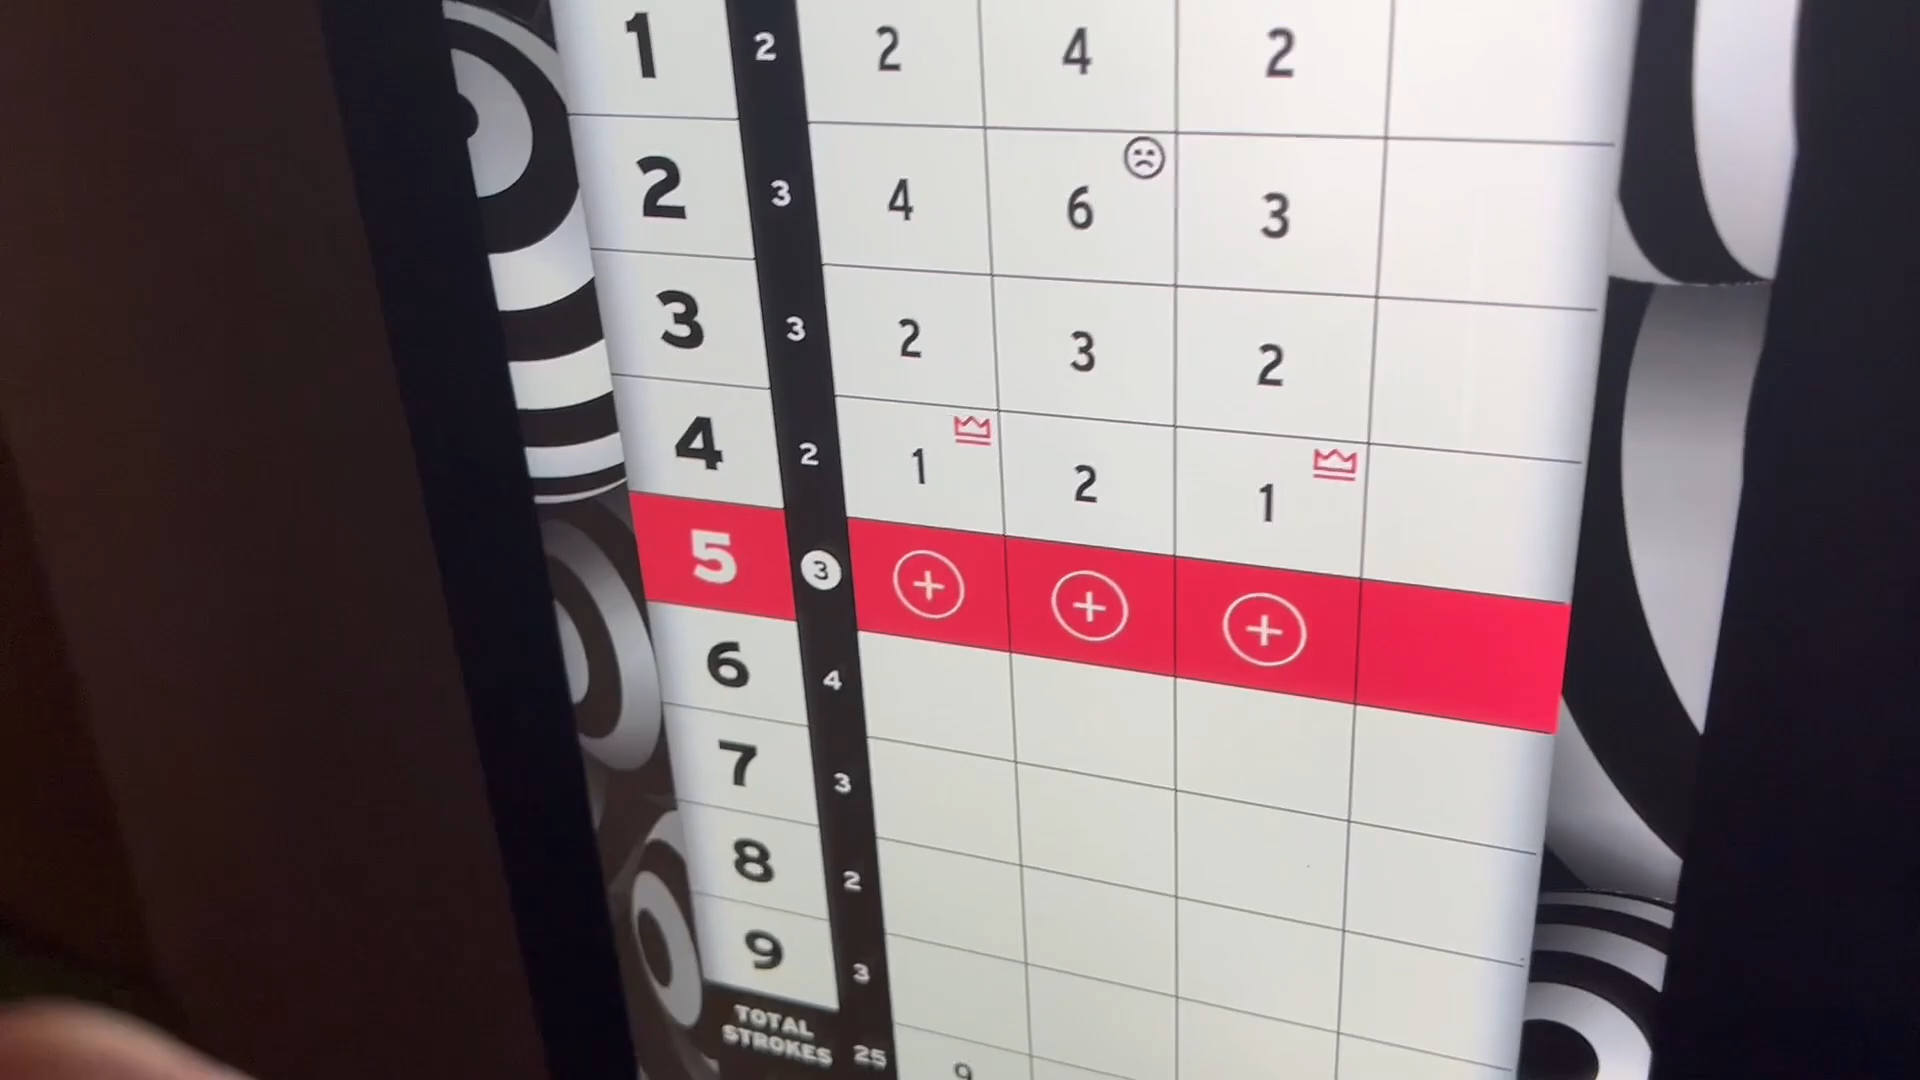 1 2 2 4 2
2 3 4 6 3
3 3 2 3 2
4 2 1 2 1
5 3 + + +
6 4
7 3
8 2
9 3
TOTAL
STROKES 25 9